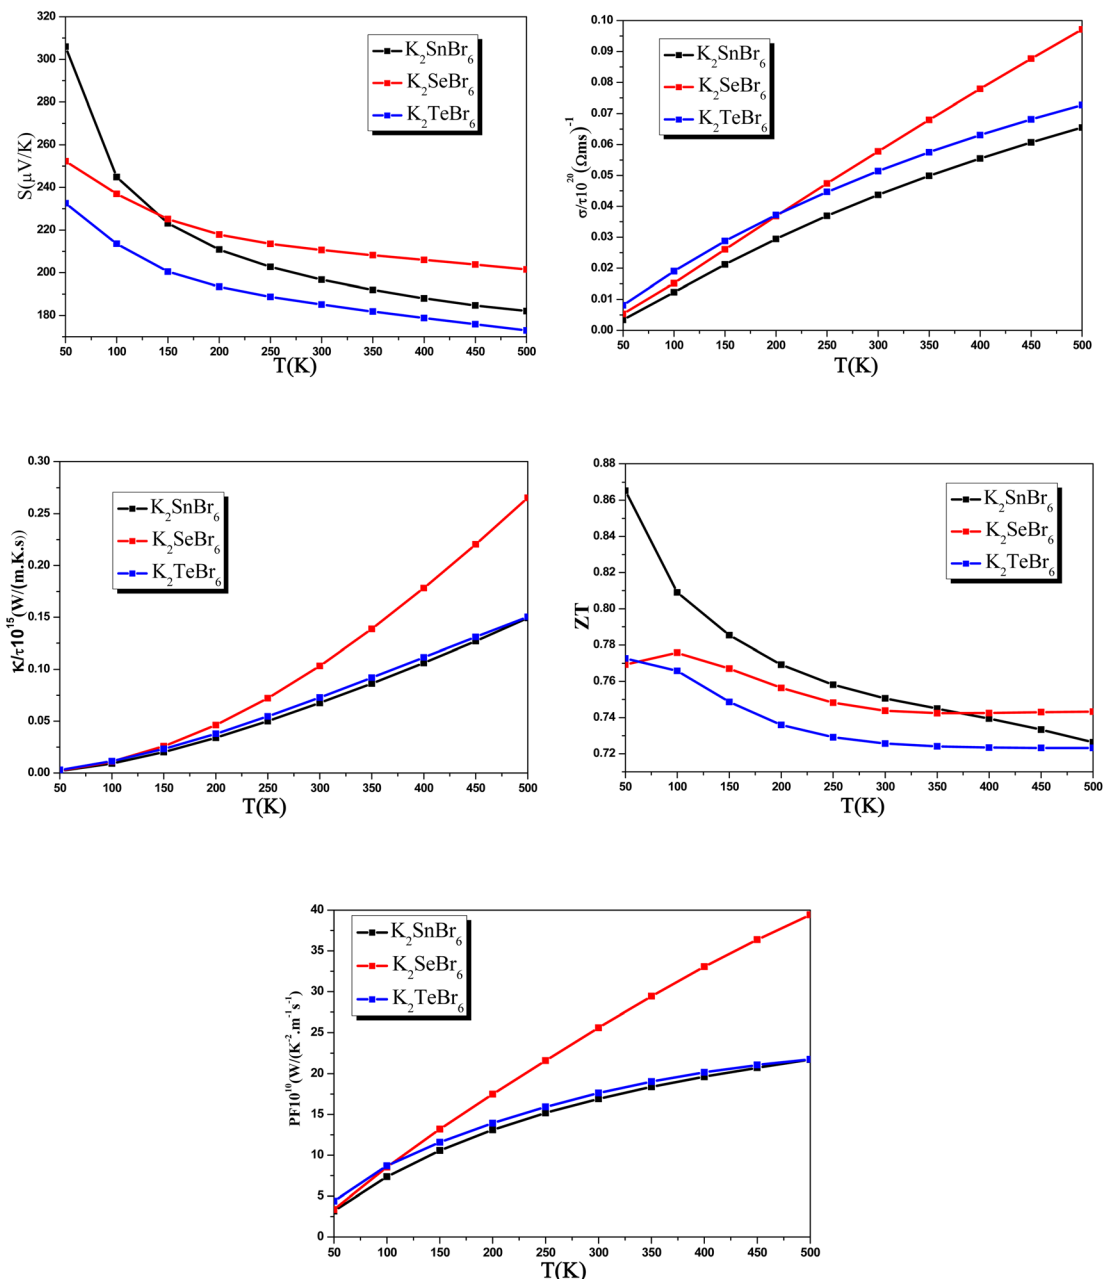 320
300
280
260
240
220
200
180
S(μV/K)
K₂SnBr₆
K₂SeBr₆
K₂TeBr₆
50 100 150 200 250 300 350 400 450 500
T(K)
0.10
0.09
0.08
0.07
0.06
0.05
0.04
0.03
0.02
0.01
0.00
σ/τ10²⁰(Ωms)⁻¹
K₂SnBr₆
K₂SeBr₆
K₂TeBr₆
50 100 150 200 250 300 350 400 450 500
T(K)
0.30
0.25
0.20
0.15
0.10
0.05
0.00
κ/τ10¹⁵(W/(m.K.s))
K₂SnBr₆
K₂SeBr₆
K₂TeBr₆
50 100 150 200 250 300 350 400 450 500
T(K)
0.88
0.86
0.84
0.82
0.80
0.78
0.76
0.74
0.72
ZT
K₂SnBr₆
K₂SeBr₆
K₂TeBr₆
50 100 150 200 250 300 350 400 450 500
T(K)
40
35
30
25
20
15
10
5
0
PF10¹⁰(W/(K⁻².m⁻¹s⁻¹)
K₂SnBr₆
K₂SeBr₆
K₂TeBr₆
50 100 150 200 250 300 350 400 450 500
T(K)